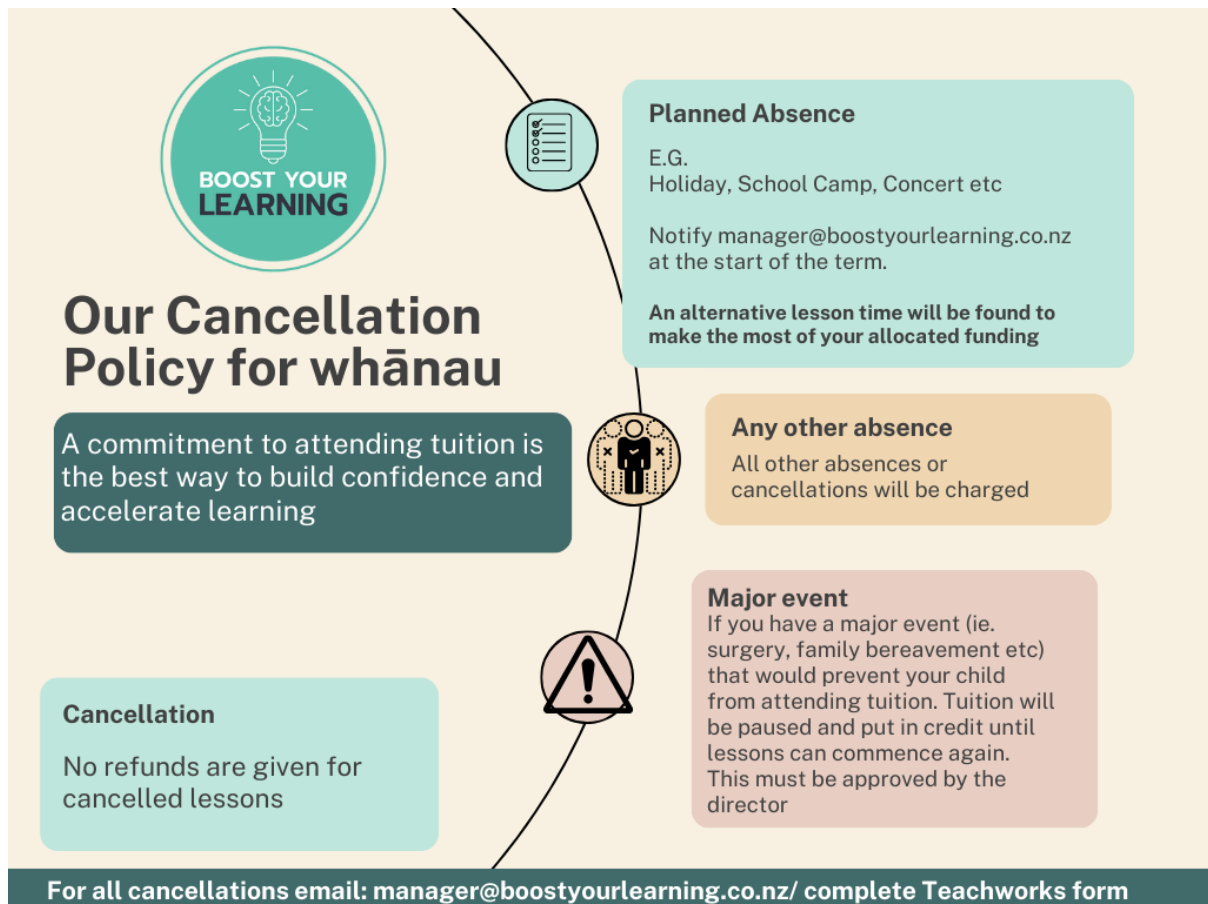 BOOST YOUR
LEARNING
Our Cancellation
Policy for whānau
A commitment to attending tuition is
the best way to build confidence and
accelerate learning
Planned Absence
E.G.
Holiday, School Camp, Concert etc
Notify manager@boostyourlearning.co.nz
at the start of the term.
An alternative lesson time will be found to
make the most of your allocated funding
Any other absence
All other absences or
cancellations will be charged
Major event
If you have a major event (ie.
surgery, family bereavement etc)
that would prevent your child
from attending tuition. Tuition will
be paused and put in credit until
lessons can commence again.
This must be approved by the
director
Cancellation
No refunds are given for
cancelled lessons
For all cancellations email: manager@boostyourlearning.co.nz/ complete Teachworks form